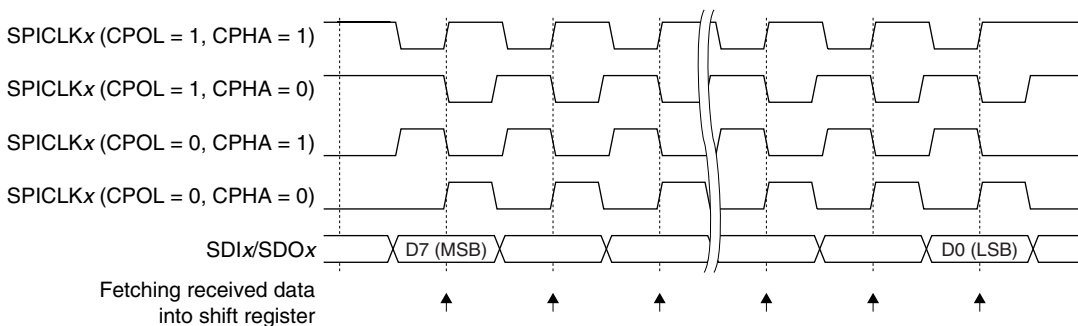 SPICLKx (CPOL = 1, CPHA = 1)
SPICLKx (CPOL = 1, CPHA = 0)
SPICLKx (CPOL = 0, CPHA = 1)
SPICLKx (CPOL = 0, CPHA = 0)
SDIx/SDOx D7 (MSB) D0 (LSB)
Fetching received data
into shift register